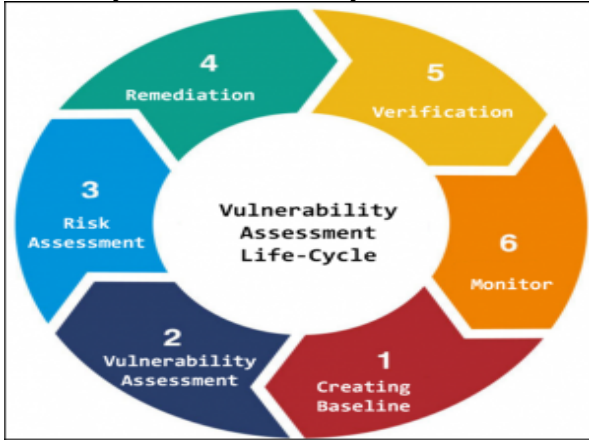 4
Remediation
5
Verification
3
Risk
Assessment
Vulnerability
Assessment
Life-Cycle
6
Monitor
2
Vulnerability
Assessment
1
Creating
Baseline